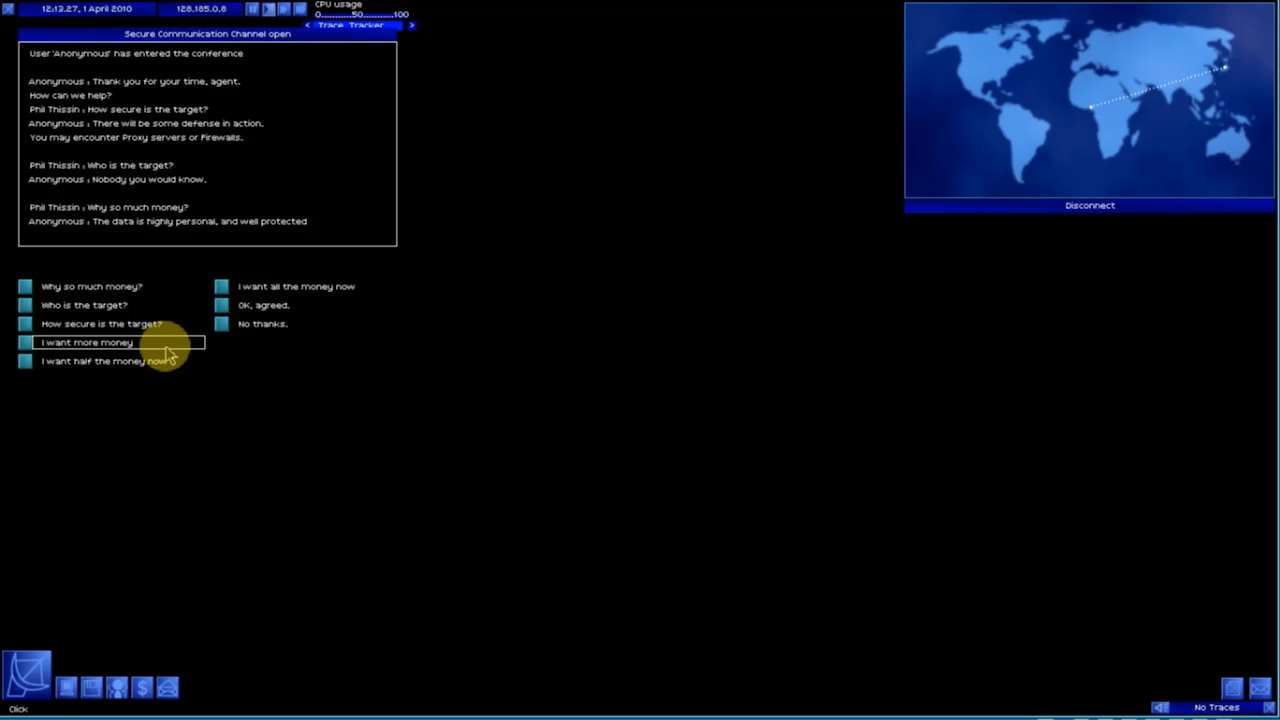 12:13.27, 1 April 2010
128.185.0.8
CPU usage
0..........50..........100
< Trace Tracker >
Secure Communication Channel open
User 'Anonymous' has entered the conference
Anonymous : Thank you for your time, agent.
How can we help?
Phil Thissin : How secure is the target?
Anonymous : There will be some defense in action.
You may encounter Proxy servers or Firewalls.
Phil Thissin : Who is the target?
Anonymous : Nobody you would know.
Phil Thissin : Why so much money?
Anonymous : The data is highly personal, and well protected
Disconnect
Why so much money?
I want all the money now
Who is the target?
OK, agreed.
How secure is the target?
No thanks.
I want more money
I want half the money now
Click
No Traces